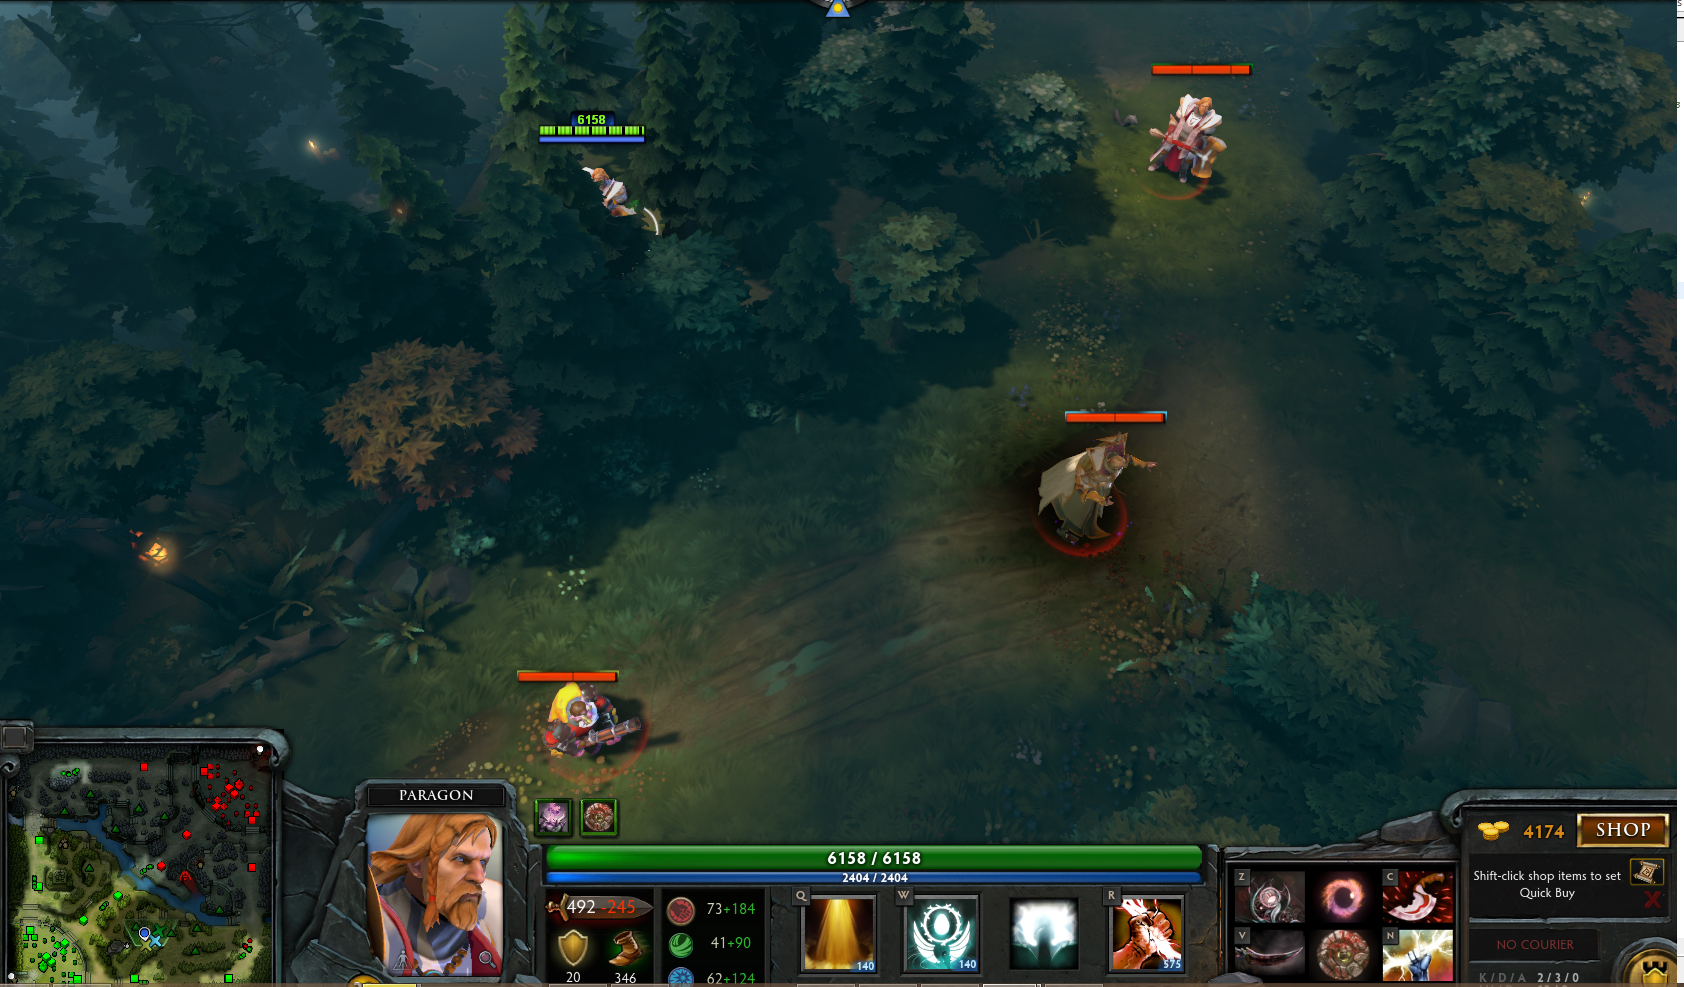 6158
PARAGON
6158 / 6158
2404 / 2404
492 -245
20
346
73+184
41+90
62+124
Q
140
W
140
R
575
Z
C
V
N
4174
SHOP
Shift-click shop items to set
Quick Buy
NO COURIER
K / D / A 2/3/0